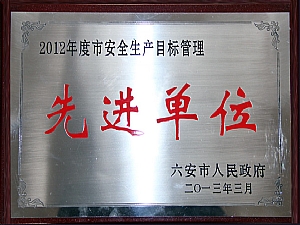 2012年度市安全生产目标管理
先进单位
六安市人民政府
二〇一三年三月